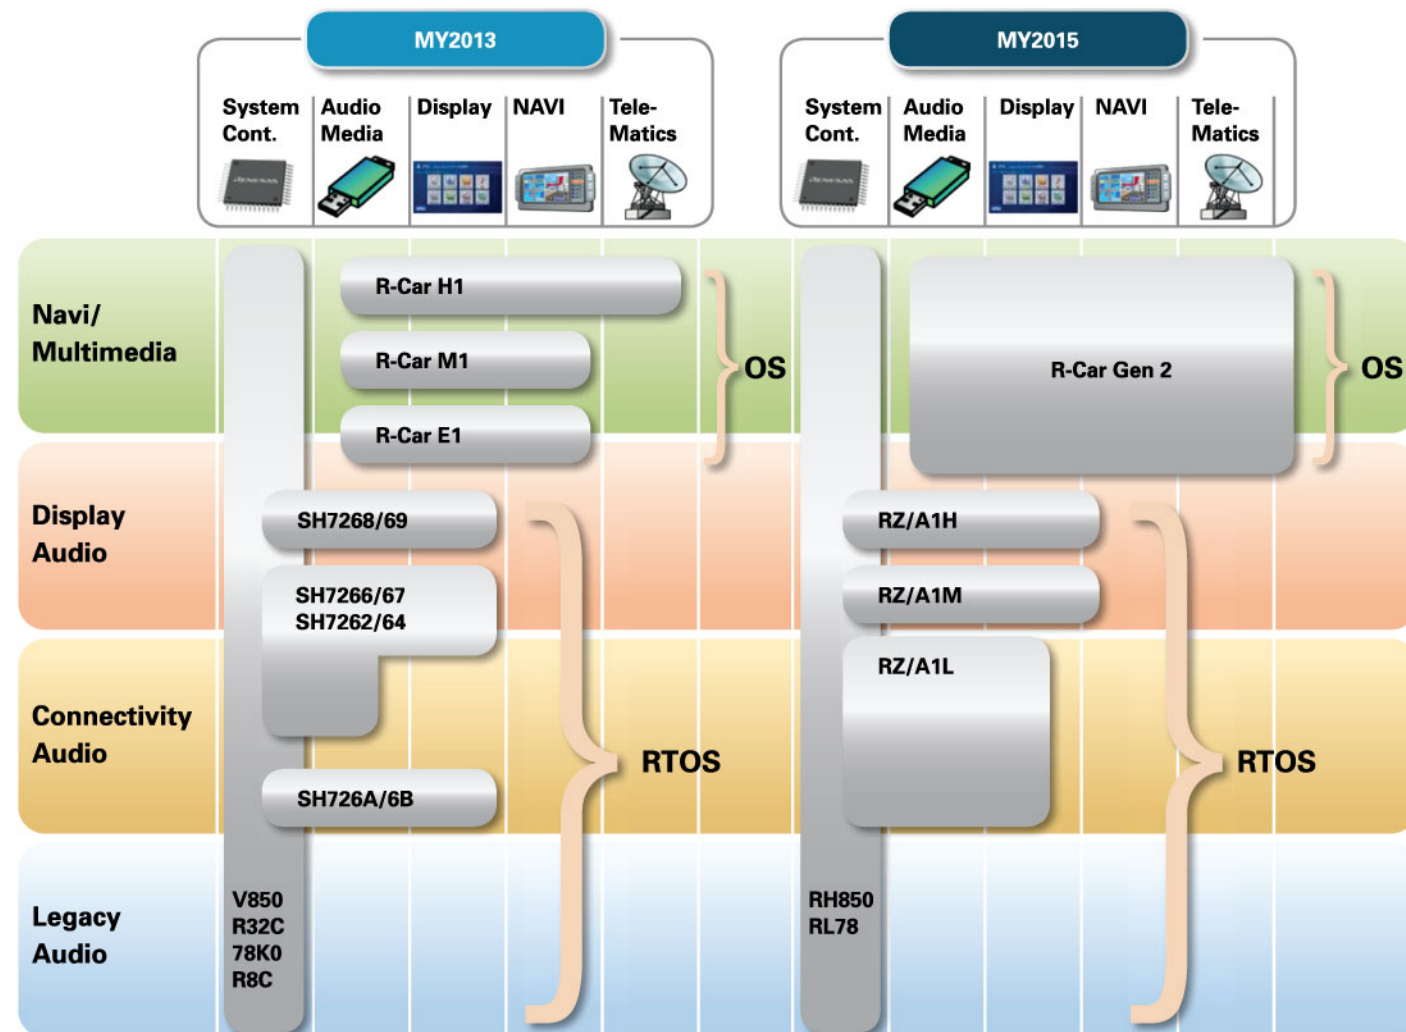 MY2013
MY2015
System
Cont.
Audio
Media
Display
NAVI
Tele-
Matics
System
Cont.
Audio
Media
Display
NAVI
Tele-
Matics
RENESAS
RENESAS
Navi/
Multimedia
R-Car H1
R-Car M1
R-Car E1
OS
R-Car Gen 2
OS
Display
Audio
SH7268/69
SH7266/67
SH7262/64
RZ/A1H
RZ/A1M
Connectivity
Audio
RZ/A1L
SH726A/6B
RTOS
RTOS
Legacy
Audio
V850
R32C
78K0
R8C
RH850
RL78